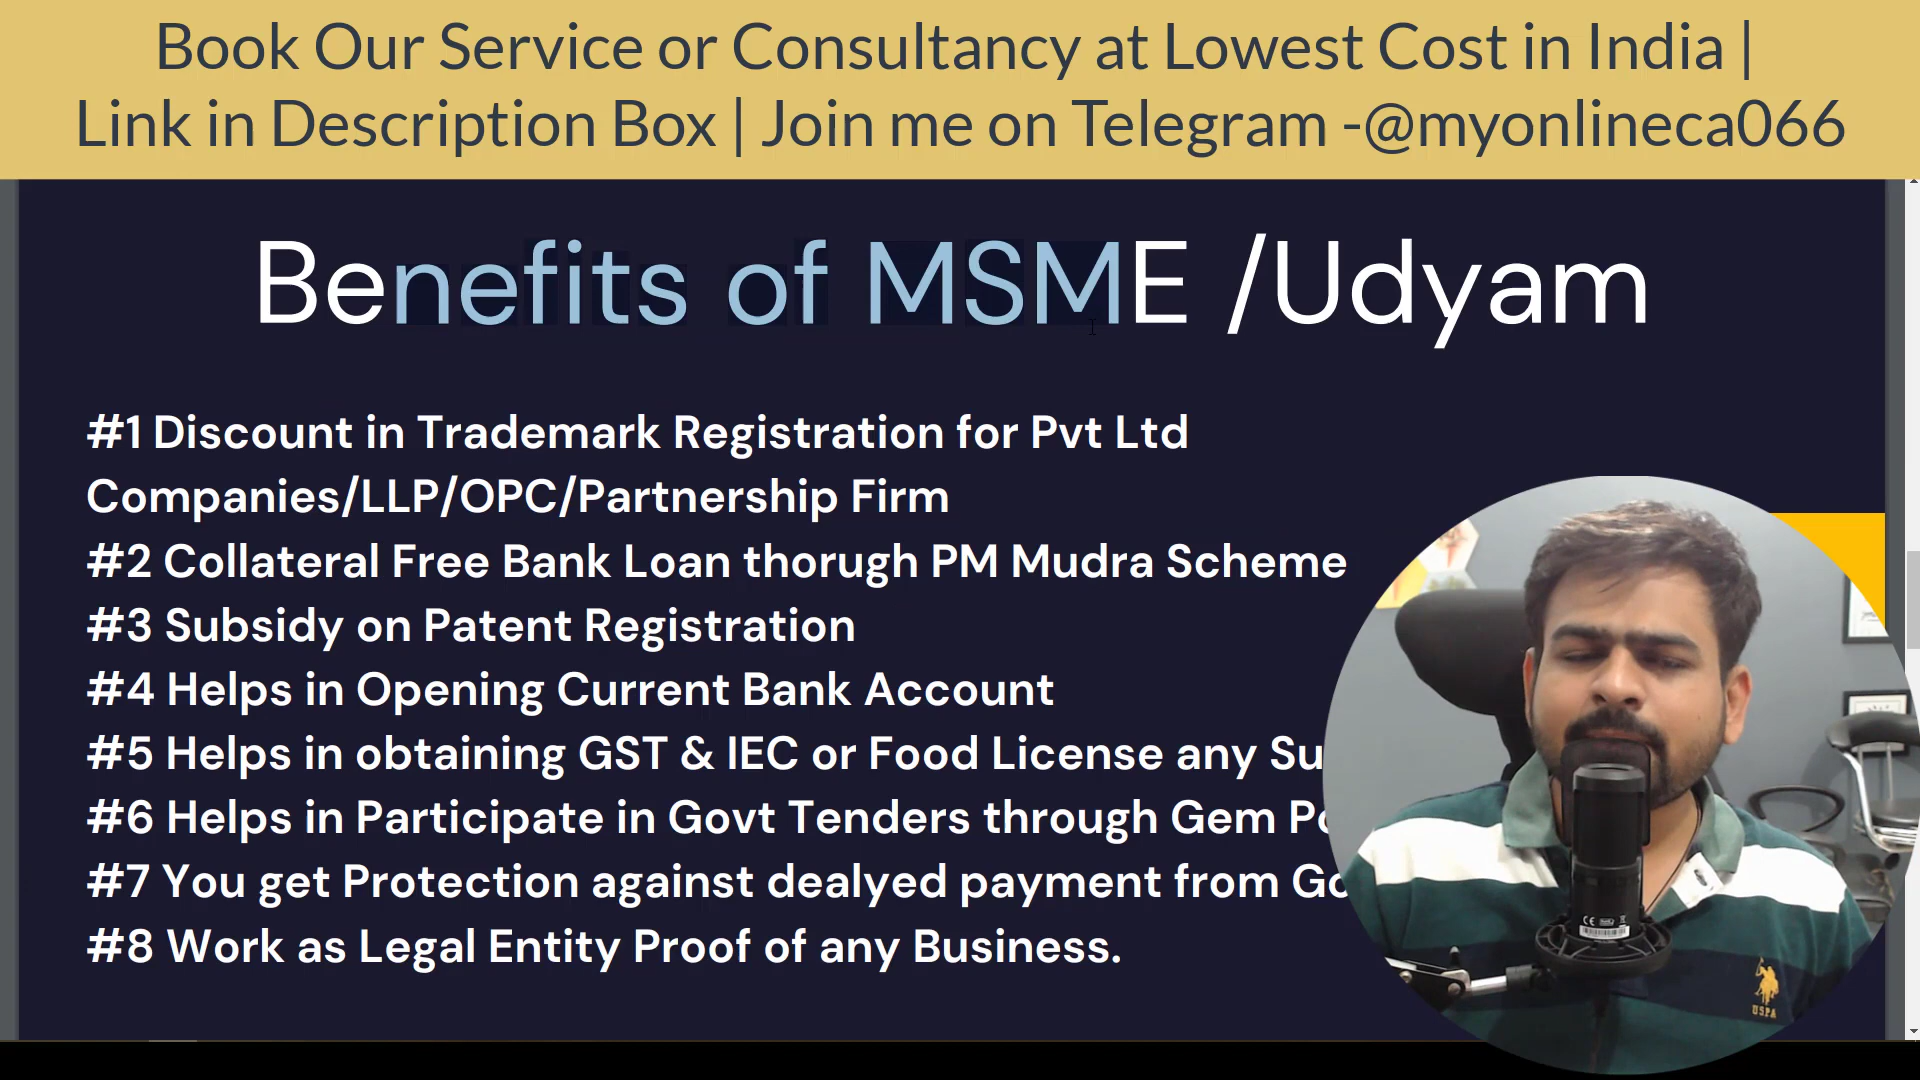 Book Our Service or Consultancy at Lowest Cost in India |
Link in Description Box | Join me on Telegram -@myonlineca066
Benefits of MSME /Udyam
#1 Discount in Trademark Registration for Pvt Ltd
Companies/LLP/OPC/Partnership Firm
#2 Collateral Free Bank Loan thorugh PM Mudra Scheme
#3 Subsidy on Patent Registration
#4 Helps in Opening Current Bank Account
#5 Helps in obtaining GST & IEC or Food License any
#6 Helps in Participate in Govt Tenders through Gem
#7 You get Protection against dealyed payment from
#8 Work as Legal Entity Proof of any Business.
USPA